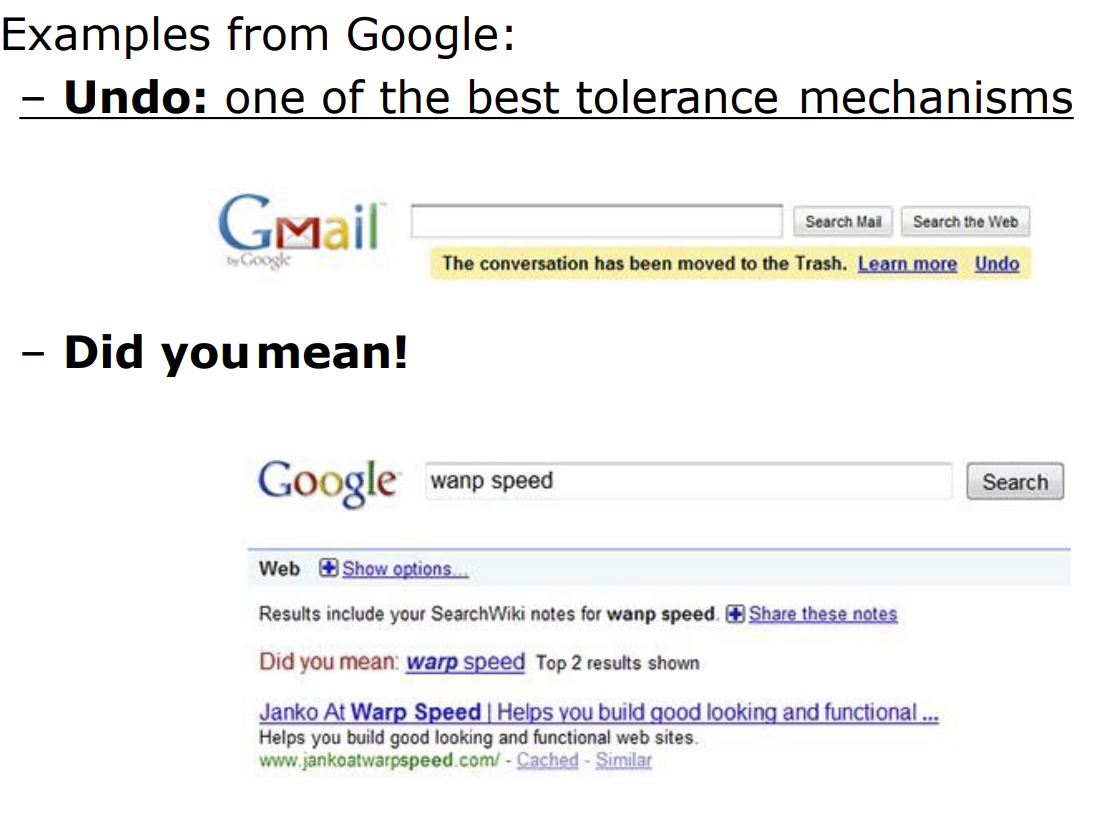 Examples from Google:
– Undo: one of the best tolerance mechanisms
Gmail
by Google
Search Mail
Search the Web
The conversation has been moved to the Trash. Learn more Undo
– Did you mean!
Google
wanp speed
Search
Web Show options...
Results include your SearchWiki notes for wanp speed. Share these notes
Did you mean: warp speed Top 2 results shown
Janko At Warp Speed | Helps you build good looking and functional ...
Helps you build good looking and functional web sites.
www.jankoatwarpspeed.com/ - Cached - Similar